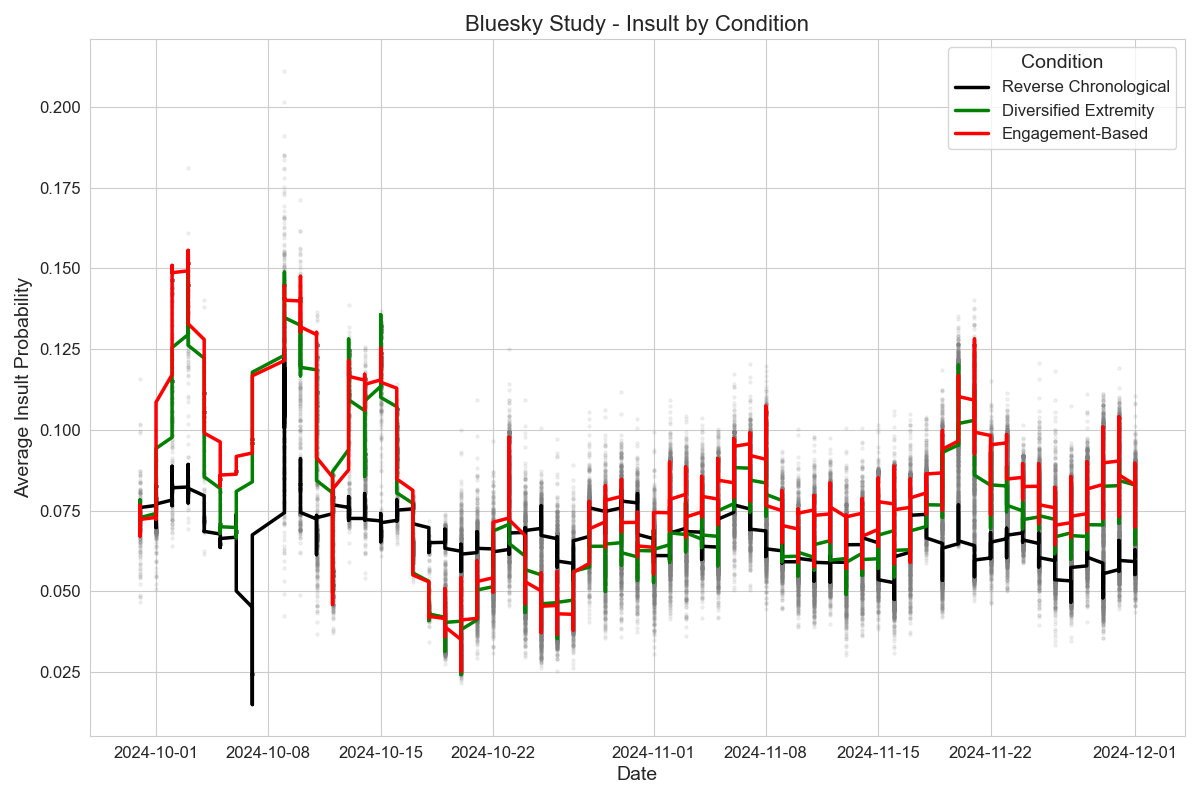 Bluesky Study - Insult by Condition
Condition
Reverse Chronological
Diversified Extremity
Engagement-Based
Average Insult Probability
0.200
0.175
0.150
0.125
0.100
0.075
0.050
0.025
2024-10-01
2024-10-08
2024-10-15
2024-10-22
2024-11-01
2024-11-08
2024-11-15
2024-11-22
2024-12-01
Date